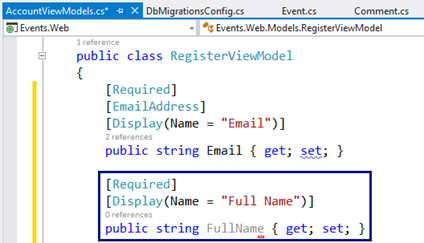 AccountViewModels.cs* DbMigrationsConfig.cs Event.cs Comment.cs
Events.Web Events.Web.Models.RegisterViewModel
1 reference
public class RegisterViewModel
{
[Required]
[EmailAddress]
[Display(Name = "Email")]
2 references
public string Email { get; set; }
[Required]
[Display(Name = "Full Name")]
0 references
public string FullName { get; set; }